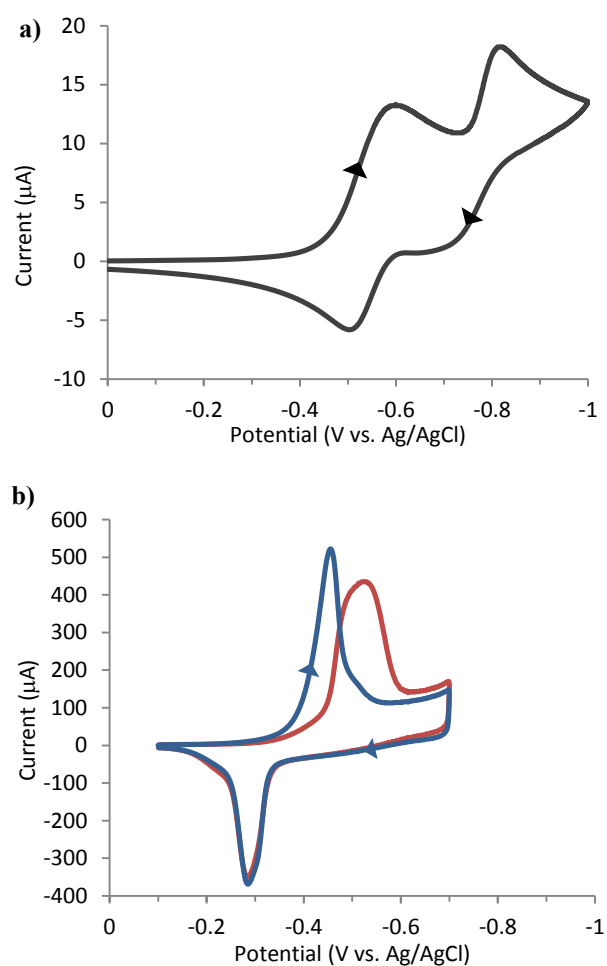 a)
20
15
10
5
0
-5
-10
Current (µA)
0 -0.2 -0.4 -0.6 -0.8 -1
Potential (V vs. Ag/AgCl)
b)
600
500
400
300
200
100
0
-100
-200
-300
-400
Current (µA)
0 -0.2 -0.4 -0.6 -0.8 -1
Potential (V vs. Ag/AgCl)